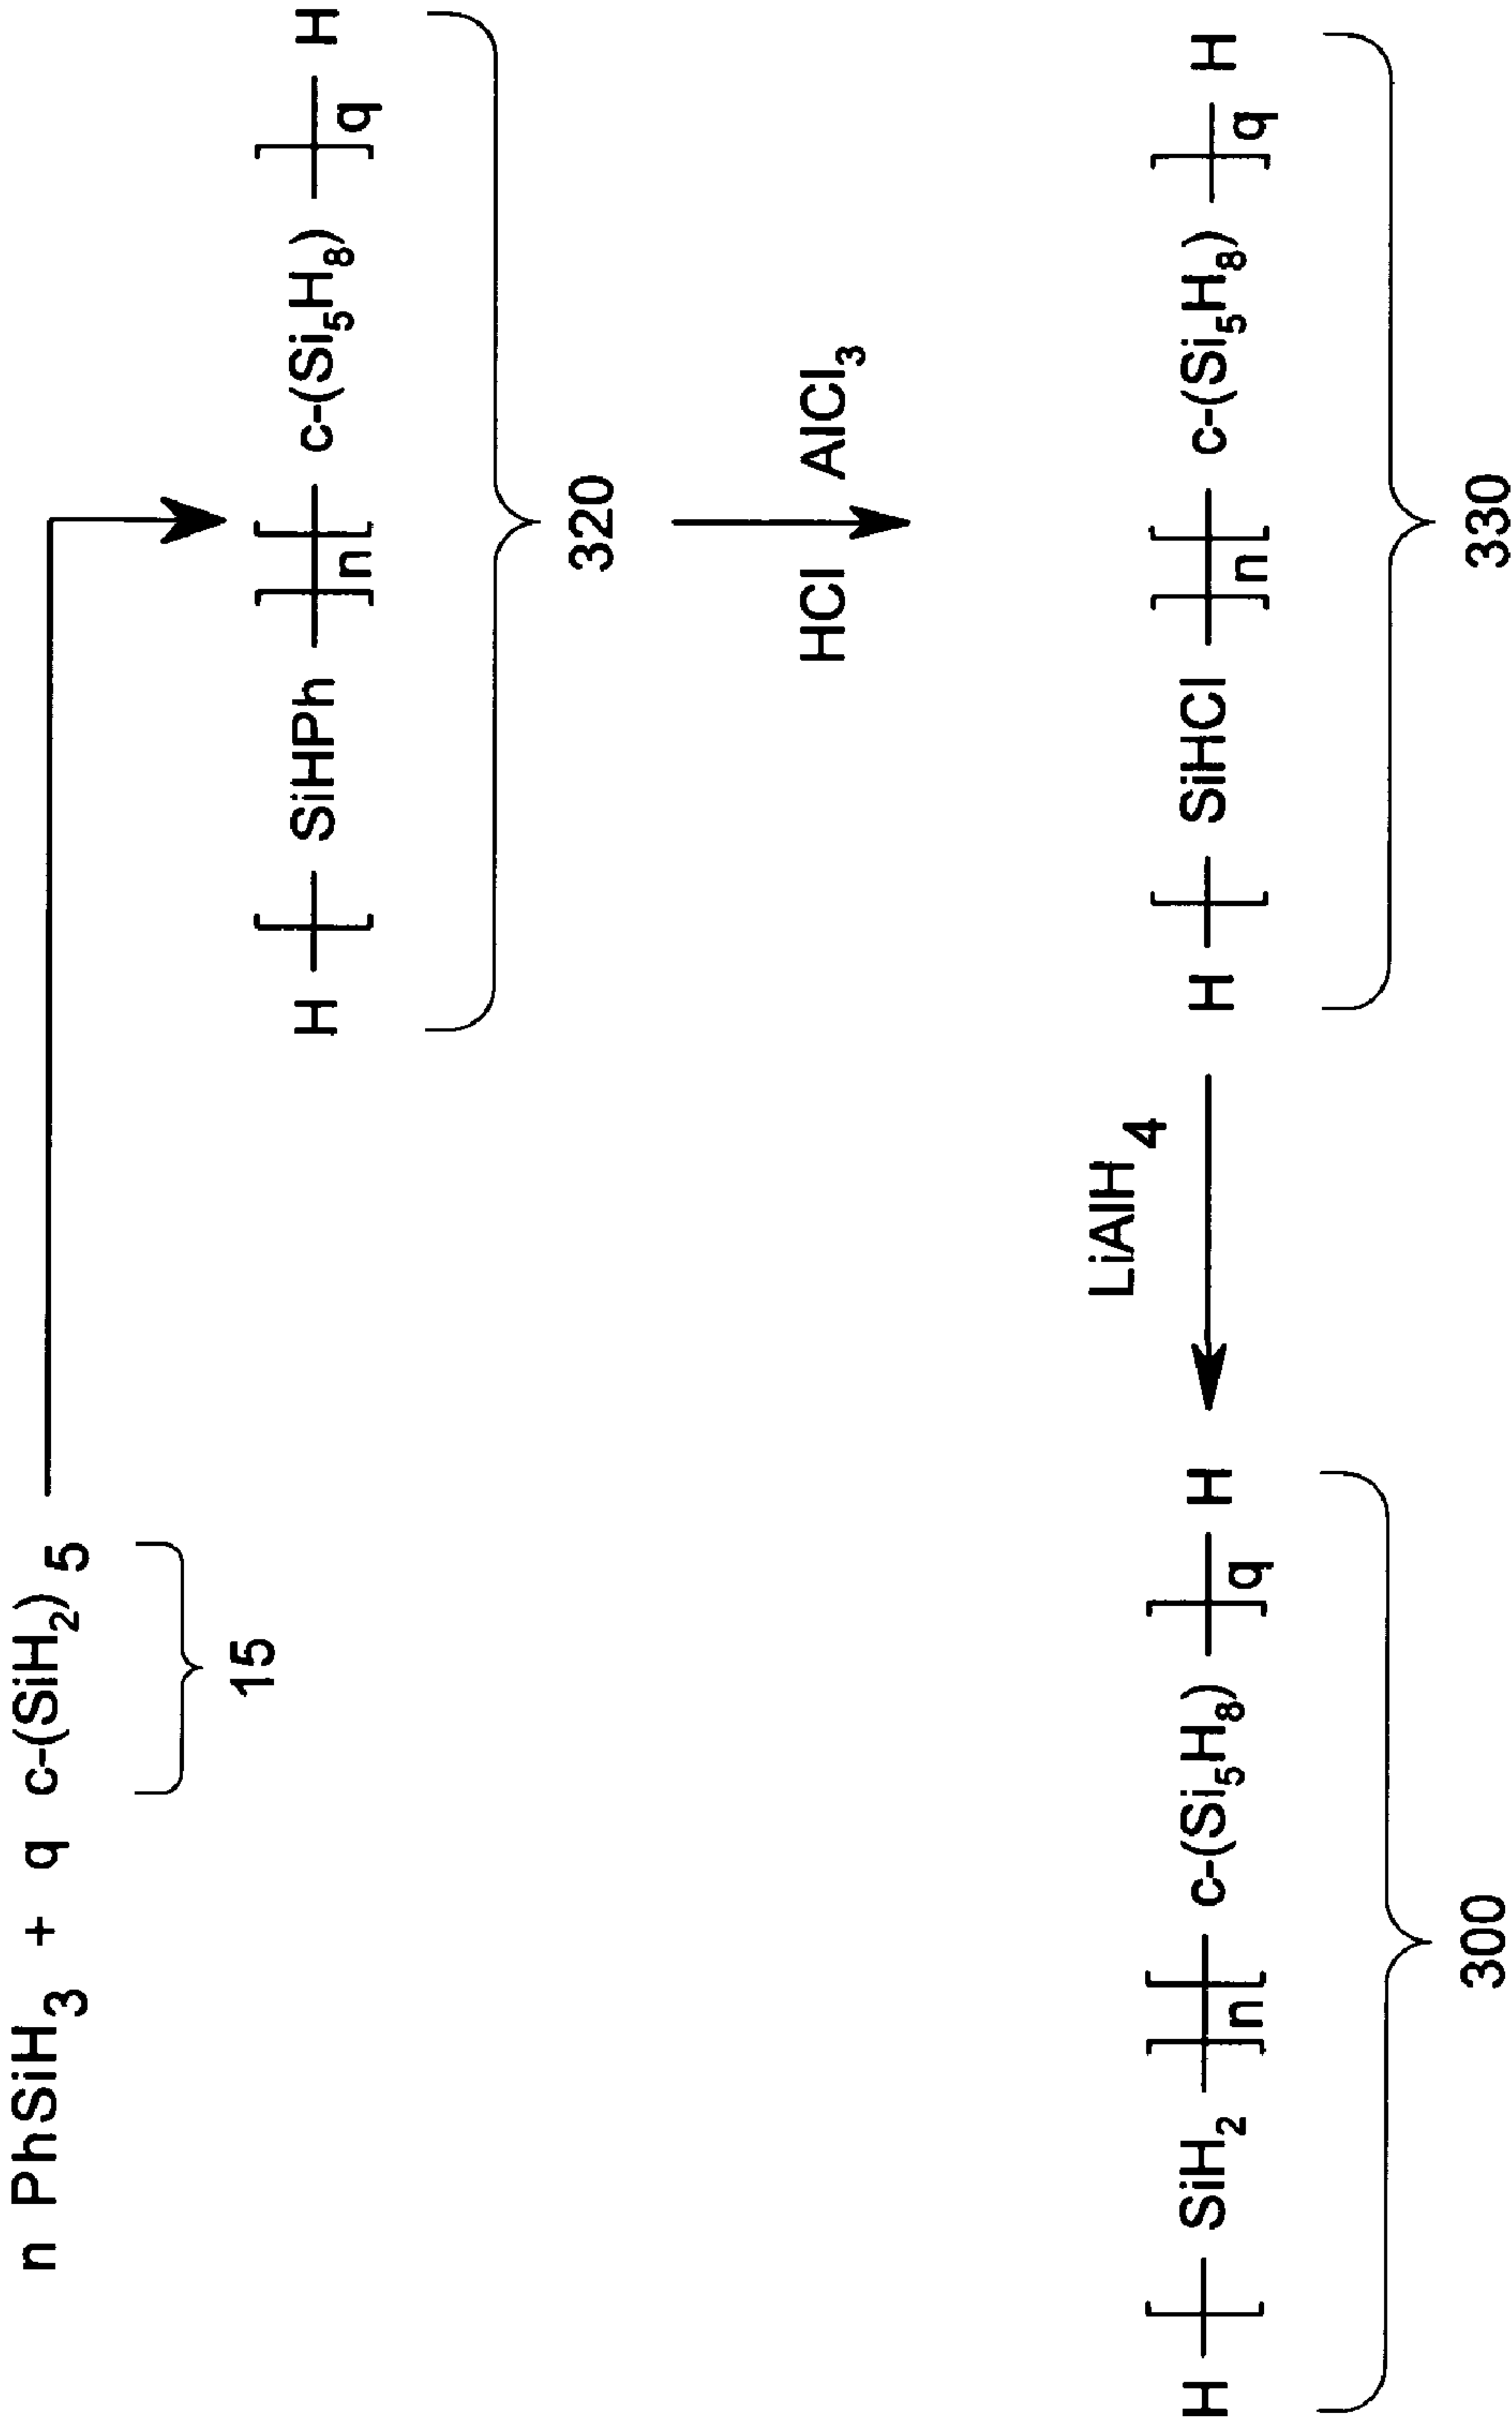 n PhSiH3 + q c-(SiH2)5
15
H [ SiHPh ]n [ c-(Si5H8) ]q H
320
HCl AlCl3
H [ SiHCl ]n [ c-(Si5H8) ]q H
330
LiAlH4
H [ SiH2 ]n [ c-(Si5H8) ]q H
300